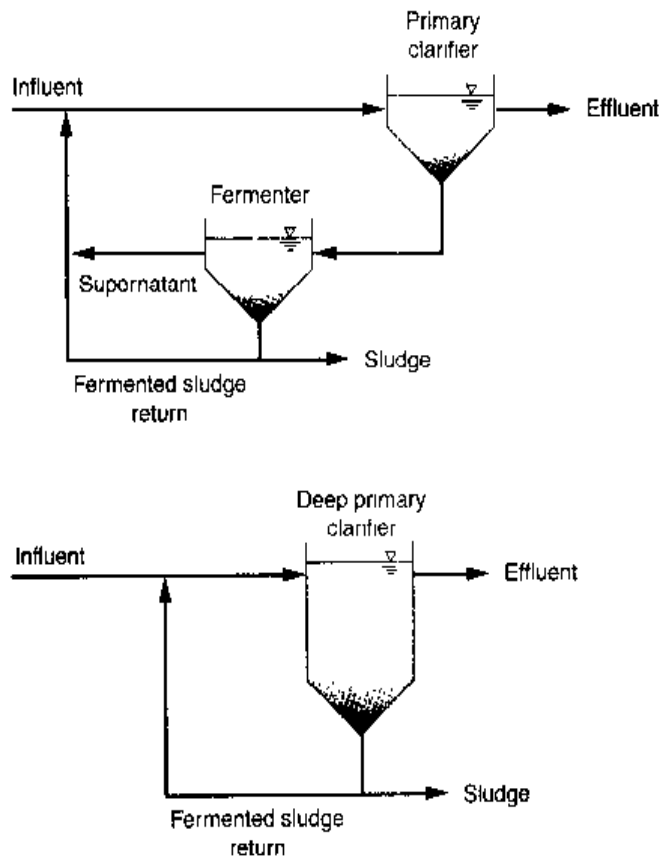 Primary
clarifier
Influent
Effluent
Fermenter
Supornatant
Sludge
Fermented sludge
return
Deep primary
clarifier
Influent
Effluent
Sludge
Fermented sludge
return